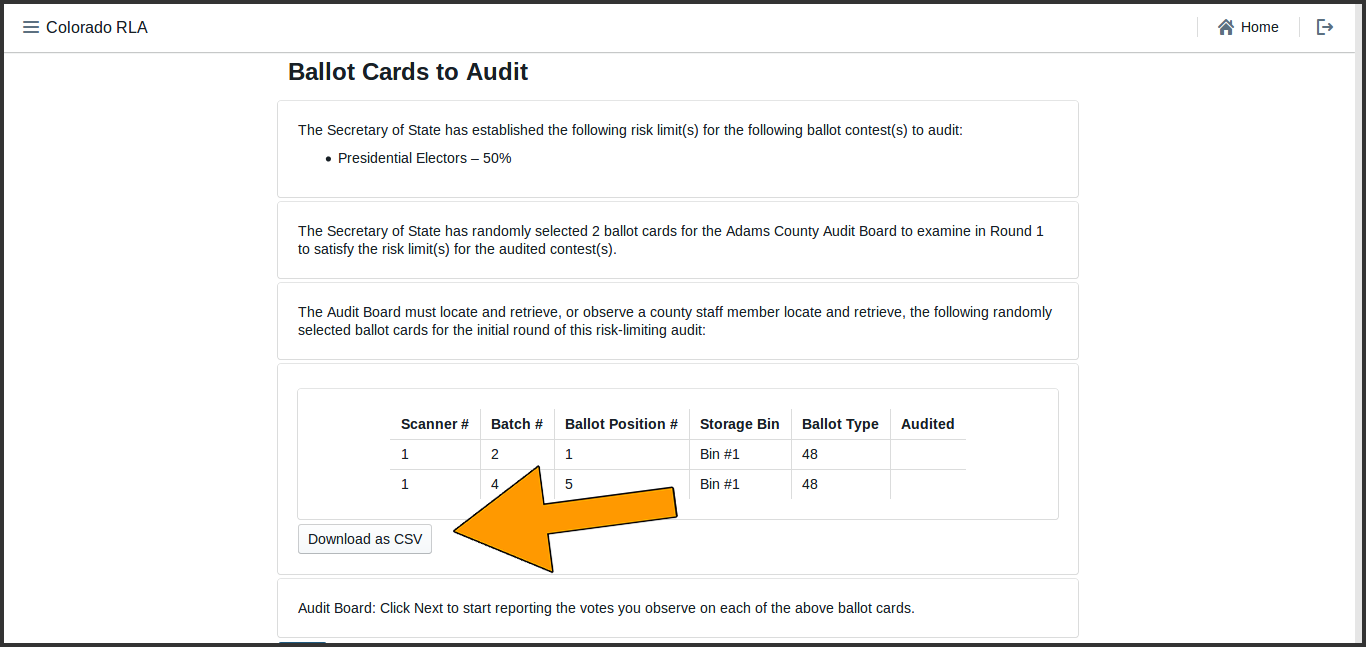 Colorado RLA
Home
Ballot Cards to Audit
The Secretary of State has established the following risk limit(s) for the following ballot contest(s) to audit:
• Presidential Electors – 50%
The Secretary of State has randomly selected 2 ballot cards for the Adams County Audit Board to examine in Round 1
to satisfy the risk limit(s) for the audited contest(s).
The Audit Board must locate and retrieve, or observe a county staff member locate and retrieve, the following randomly
selected ballot cards for the initial round of this risk-limiting audit:
Scanner # Batch # Ballot Position # Storage Bin Ballot Type Audited
1 2 1 Bin #1 48
1 4 5 Bin #1 48
Download as CSV
Audit Board: Click Next to start reporting the votes you observe on each of the above ballot cards.